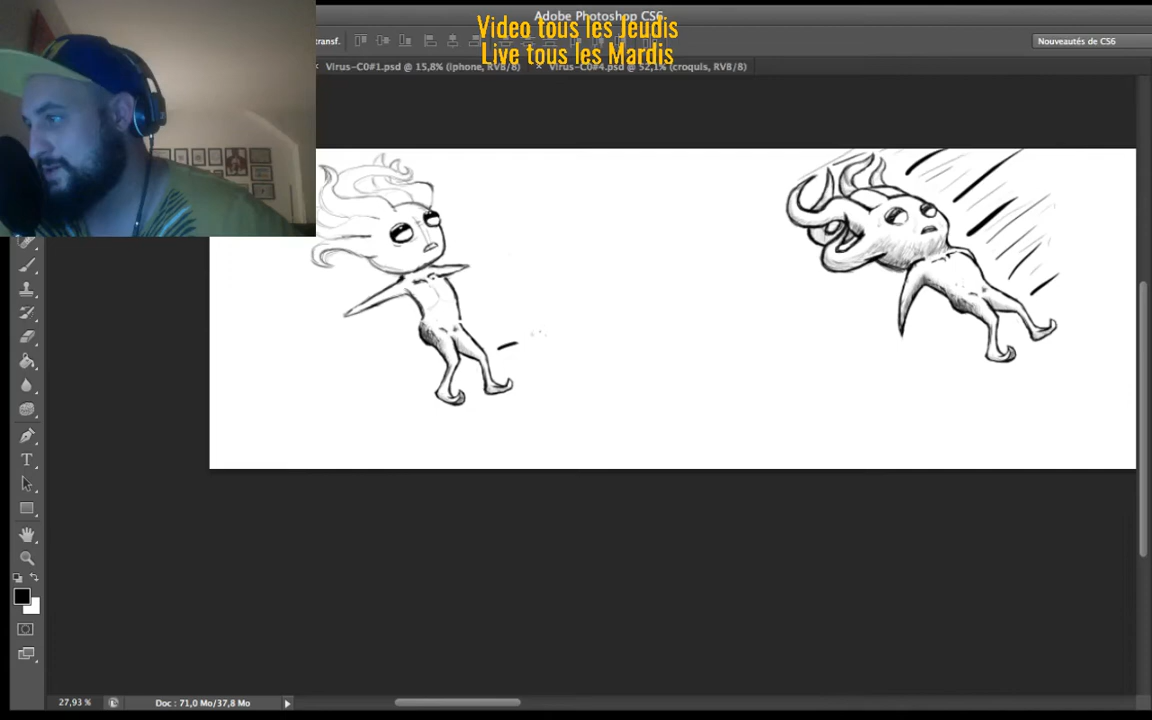 Adobe Photoshop CS6
Video tous les Jeudis
Live tous les Mardis
transf.
Nouveautés de CS6
Virus-C0#1.psd @ 15,8% (iphone, RVB/8)
Virus-C0#4.psd @ 52,1% (croquis, RVB/8)
T
27,93 %
Doc : 71,0 Mo/37,8 Mo